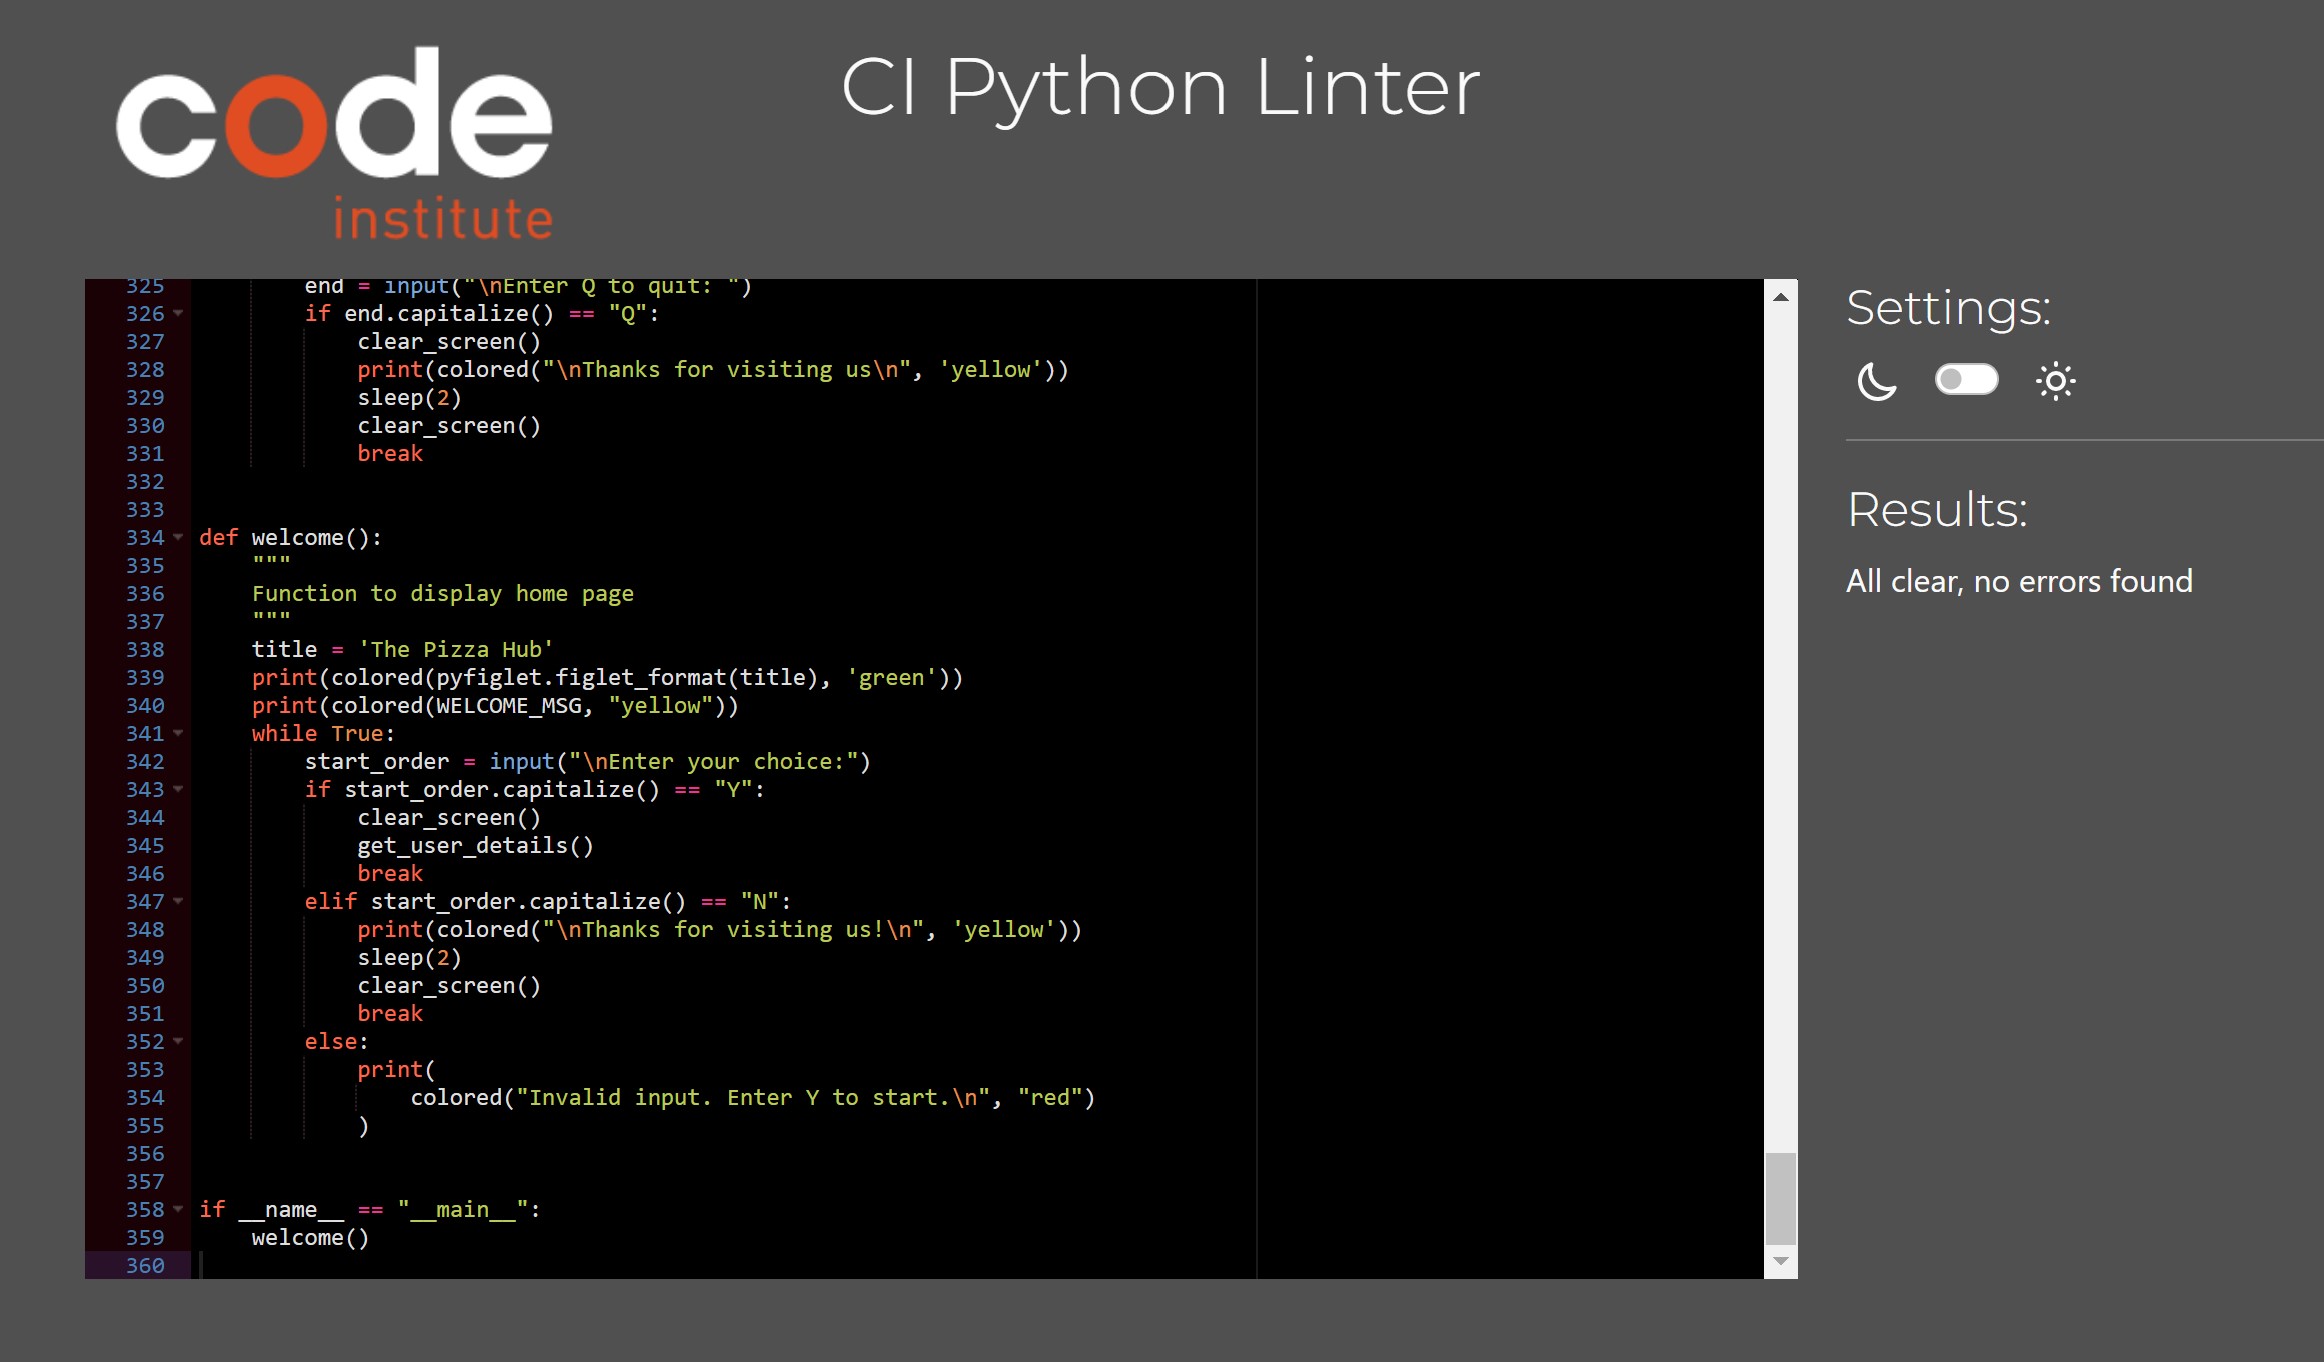 code
institute
CI Python Linter
325 end = input("\nEnter Q to quit: ")
326 if end.capitalize() == "Q":
327 clear_screen()
328 print(colored("\nThanks for visiting us\n", 'yellow'))
329 sleep(2)
330 clear_screen()
331 break
332
333
334 def welcome():
335 """
336 Function to display home page
337 """
338 title = 'The Pizza Hub'
339 print(colored(pyfiglet.figlet_format(title), 'green'))
340 print(colored(WELCOME_MSG, "yellow"))
341 while True:
342 start_order = input("\nEnter your choice:")
343 if start_order.capitalize() == "Y":
344 clear_screen()
345 get_user_details()
346 break
347 elif start_order.capitalize() == "N":
348 print(colored("\nThanks for visiting us!\n", 'yellow'))
349 sleep(2)
350 clear_screen()
351 break
352 else:
353 print(
354 colored("Invalid input. Enter Y to start.\n", "red")
355 )
356
357
358 if __name__ == "__main__":
359 welcome()
360
Settings:
Results:
All clear, no errors found